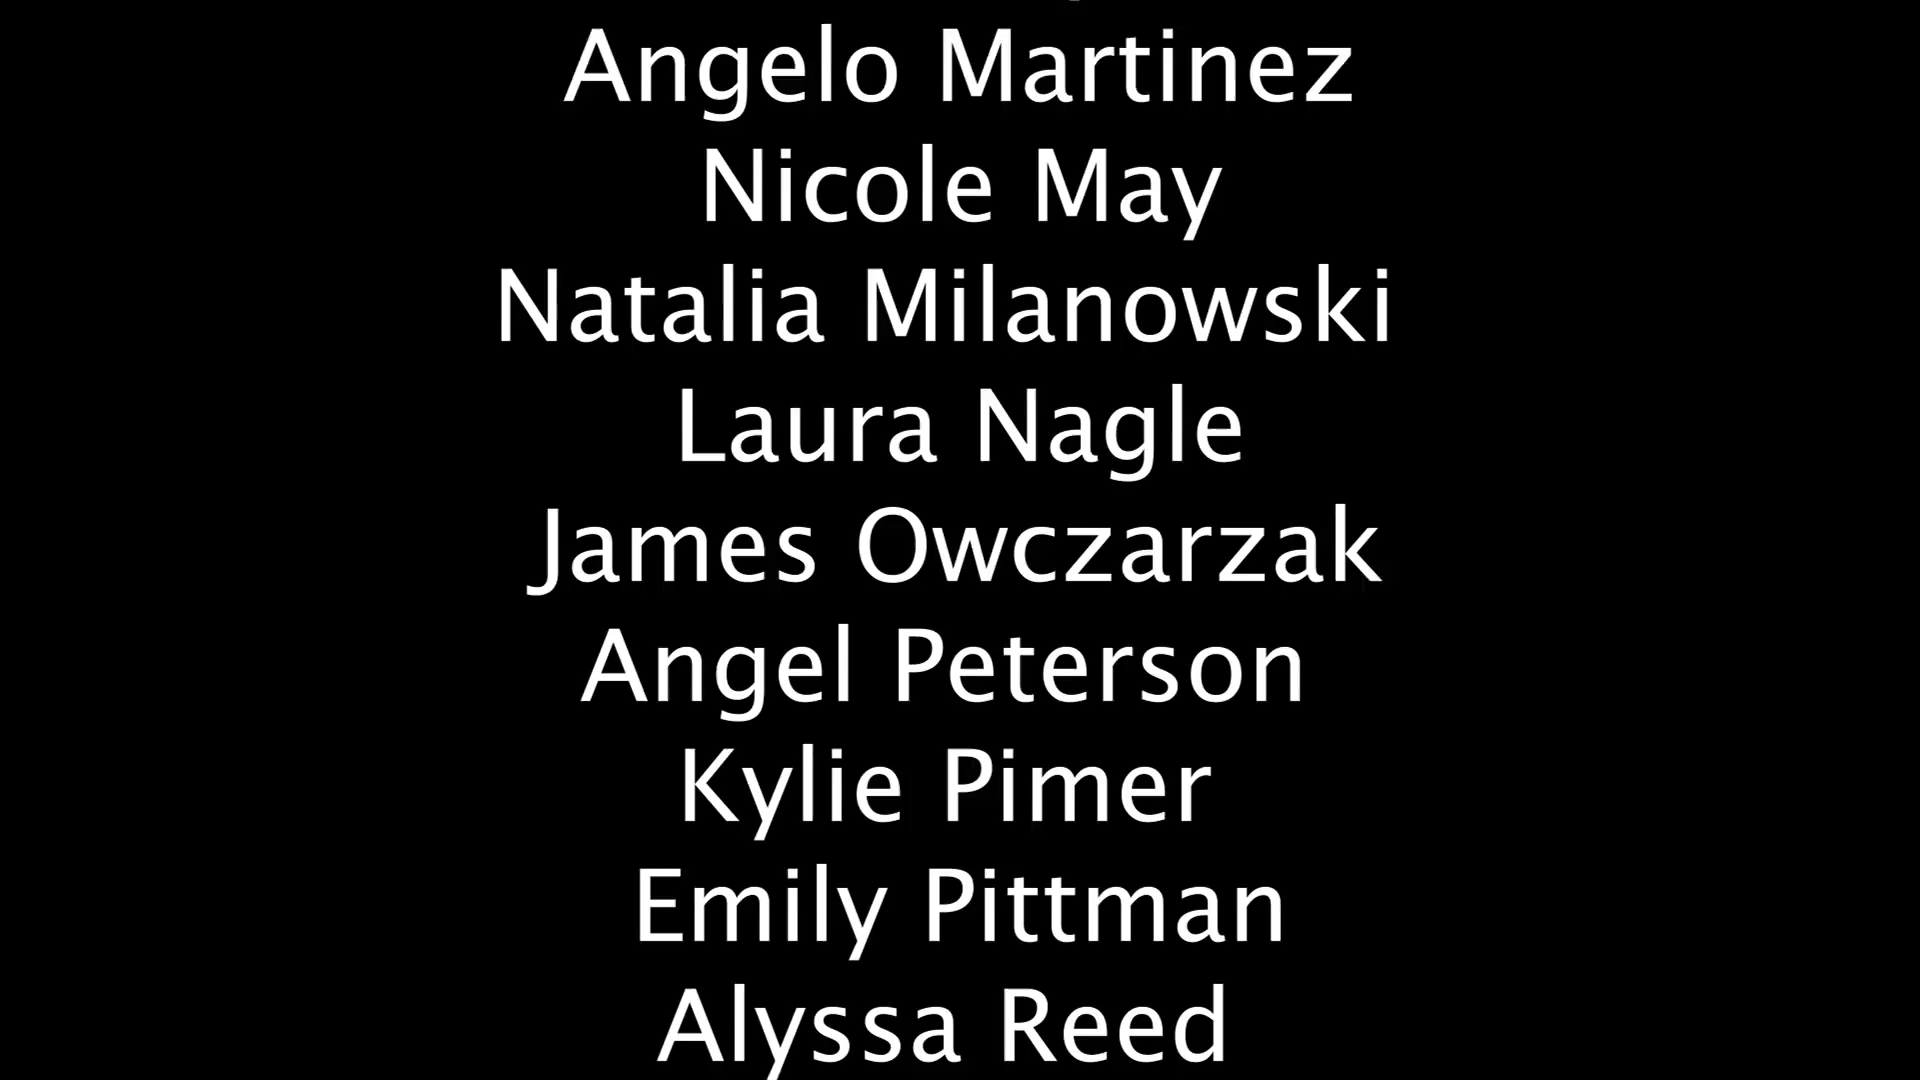 Angelo Martinez
Nicole May
Natalia Milanowski
Laura Nagle
James Owczarzak
Angel Peterson
Kylie Pimer
Emily Pittman
Alyssa Reed